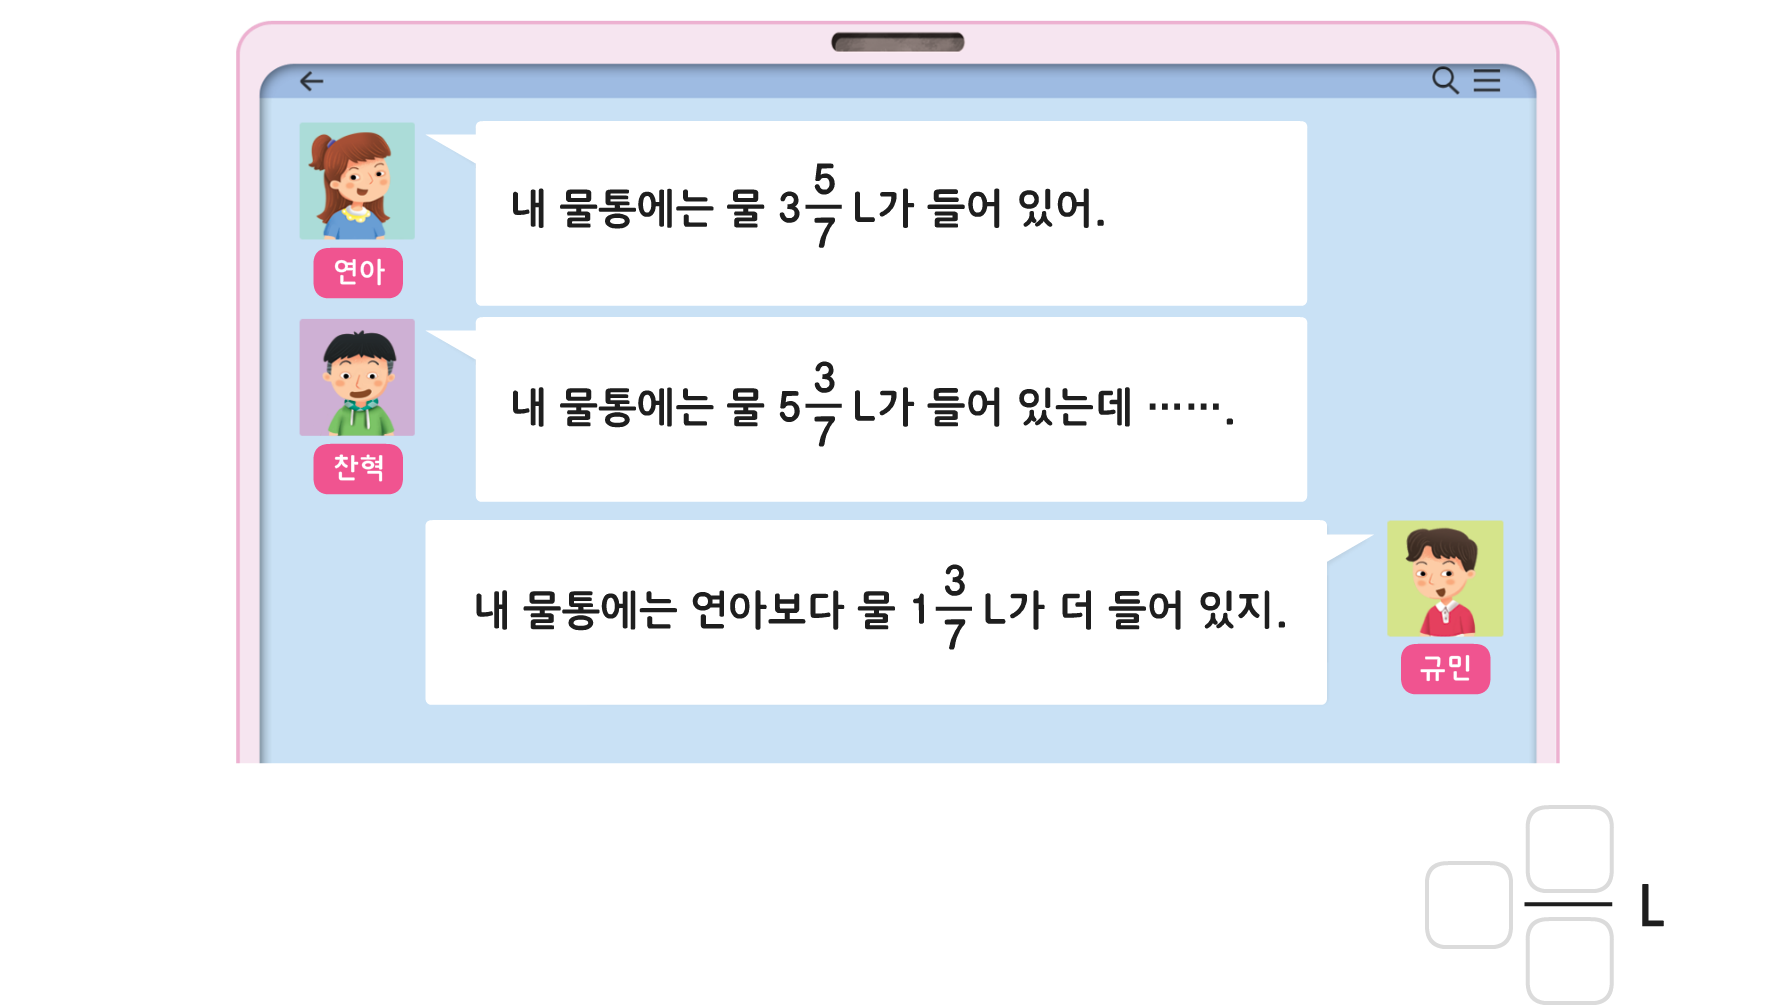 내 물통에는 물 3 5/7 L가 들어 있어.
연아
내 물통에는 물 5 3/7 L가 들어 있는데 …….
찬혁
내 물통에는 연아보다 물 1 3/7 L가 더 들어 있지.
규민
L